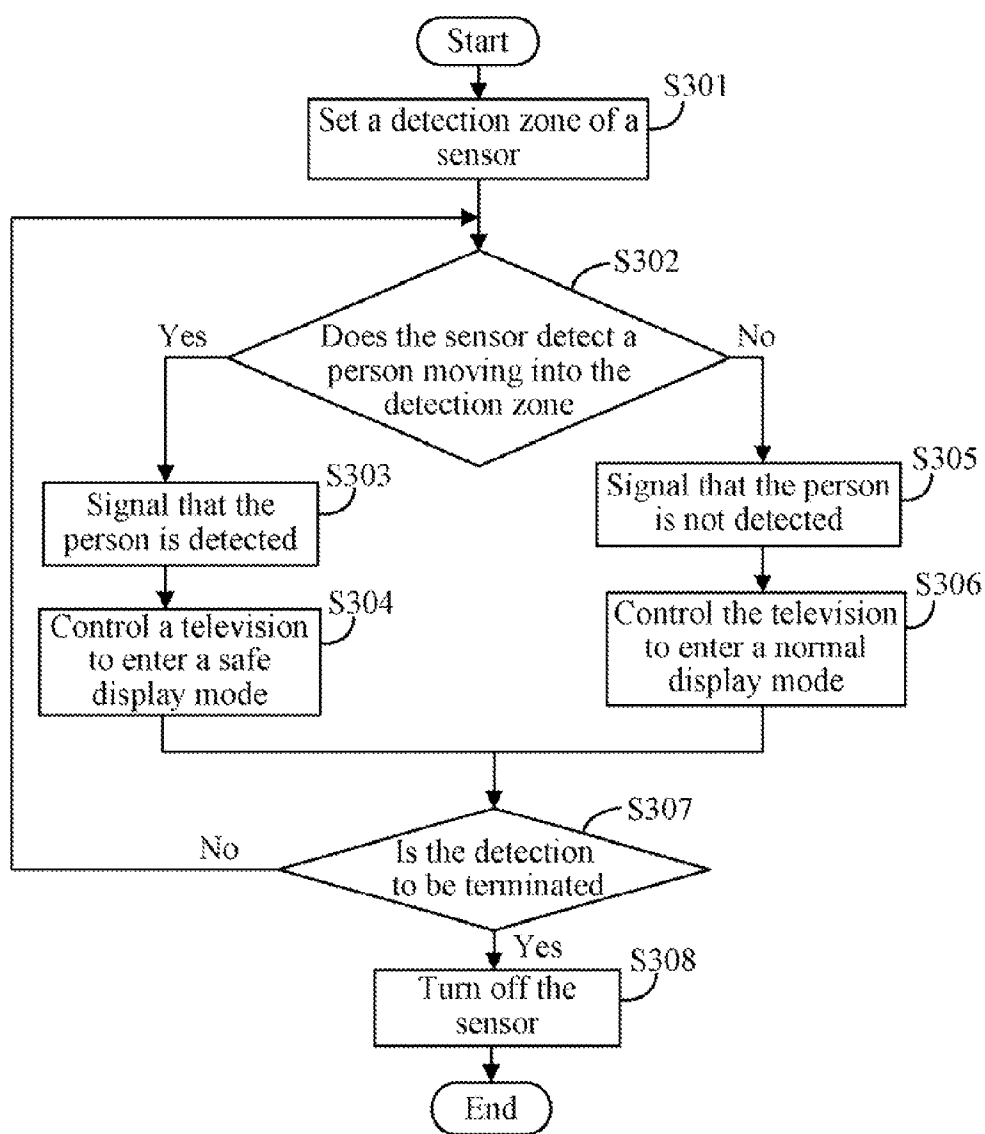 Start
S301
Set a detection zone of a
sensor
S302
Yes
No
Does the sensor detect a
person moving into the
detection zone
S303
Signal that the
person is detected
S305
Signal that the person
is not detected
S304
Control a television
to enter a safe
display mode
S306
Control the television
to enter a normal
display mode
S307
No
Is the detection
to be terminated
Yes
S308
Turn off the
sensor
End